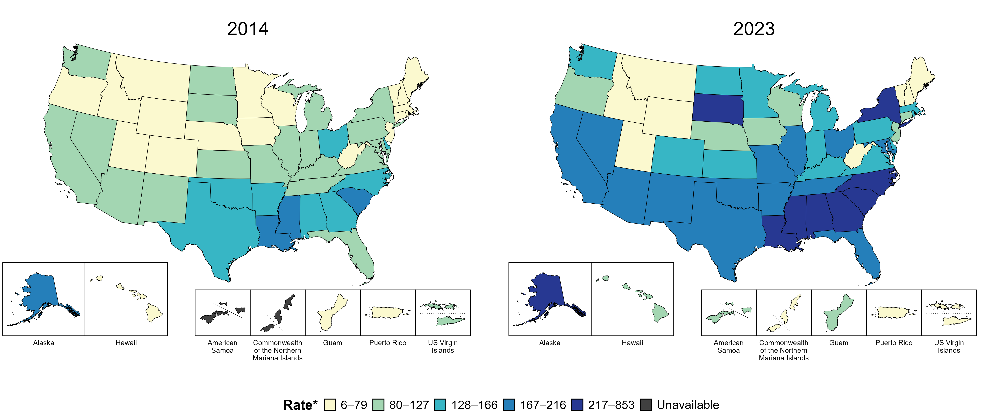 2014
2023
Alaska
Hawaii
American
Samoa
Commonwealth
of the Northern
Mariana Islands
Guam
Puerto Rico
US Virgin
Islands
Alaska
Hawaii
American
Samoa
Commonwealth
of the Northern
Mariana Islands
Guam
Puerto Rico
US Virgin
Islands
Rate* 6–79 80–127 128–166 167–216 217–853 Unavailable